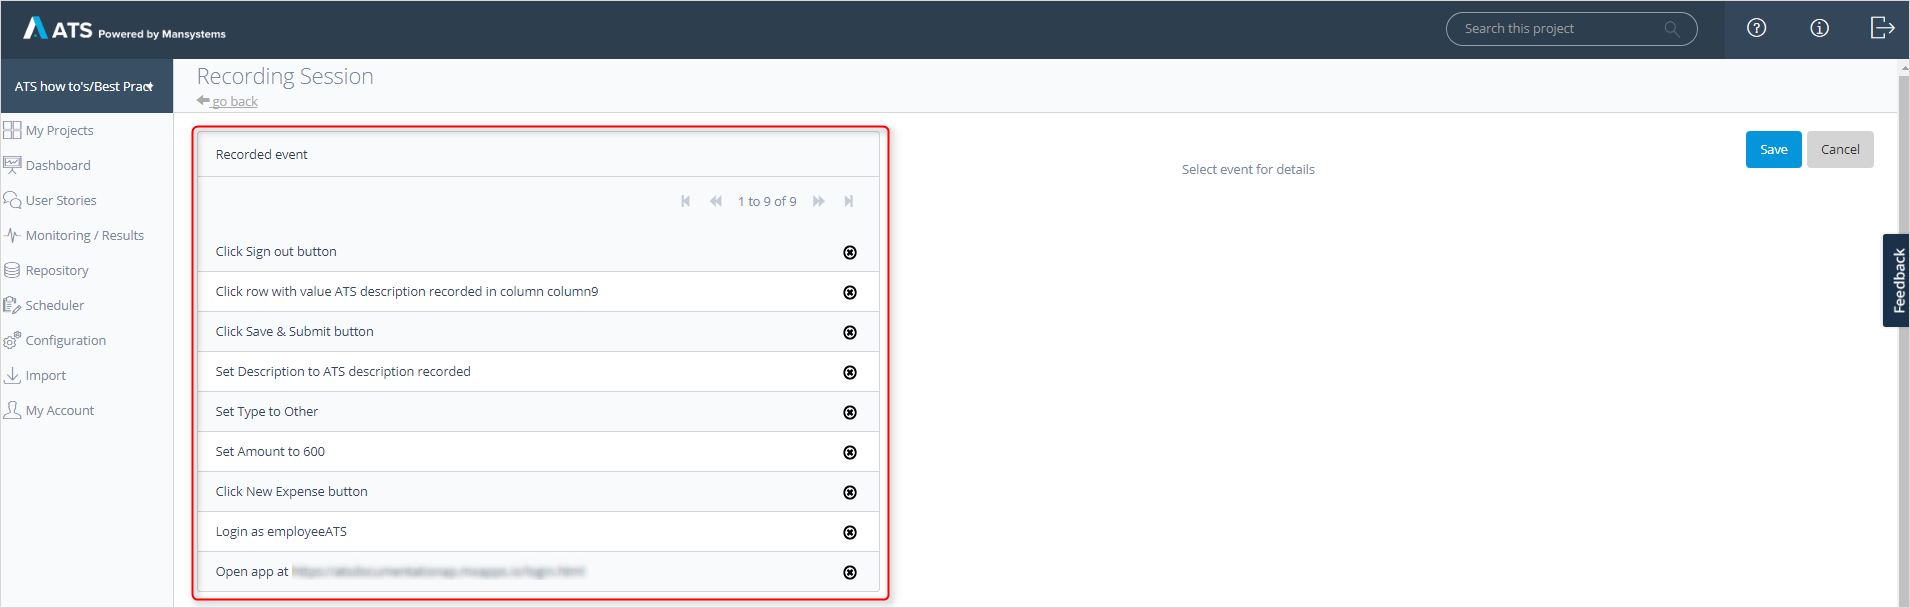 ATS Powered by Mansystems
Search this project
ATS how to's/Best Pract
Recording Session
go back
My Projects
Dashboard
User Stories
Monitoring / Results
Repository
Scheduler
Configuration
Import
My Account
Recorded event
1 to 9 of 9
Click Sign out button
Click row with value ATS description recorded in column column9
Click Save & Submit button
Set Description to ATS description recorded
Set Type to Other
Set Amount to 600
Click New Expense button
Login as employeeATS
Open app at
Select event for details
Save
Cancel
Feedback